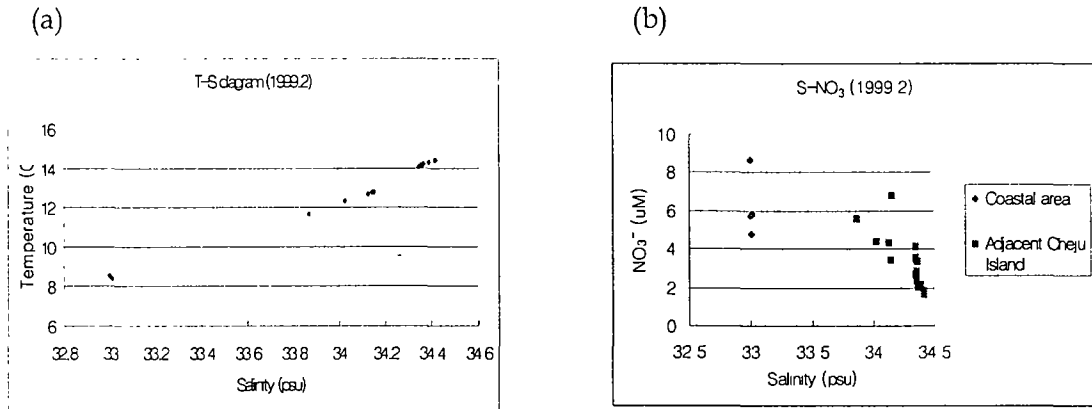 (a)
T-S dagram (1999.2)
Temperature (C
16
14
12
10
8
6
32.8 33 33.2 33.4 33.6 33.8 34 34.2 34.4 34.6
Salinity (psu)
(b)
S-NO₃ (1999 2)
NO₃⁻ (uM)
10
8
6
4
2
0
32 5 33 33 5 34 34 5
Salinity (psu)
Coastal area
Adjacent Cheju
Island